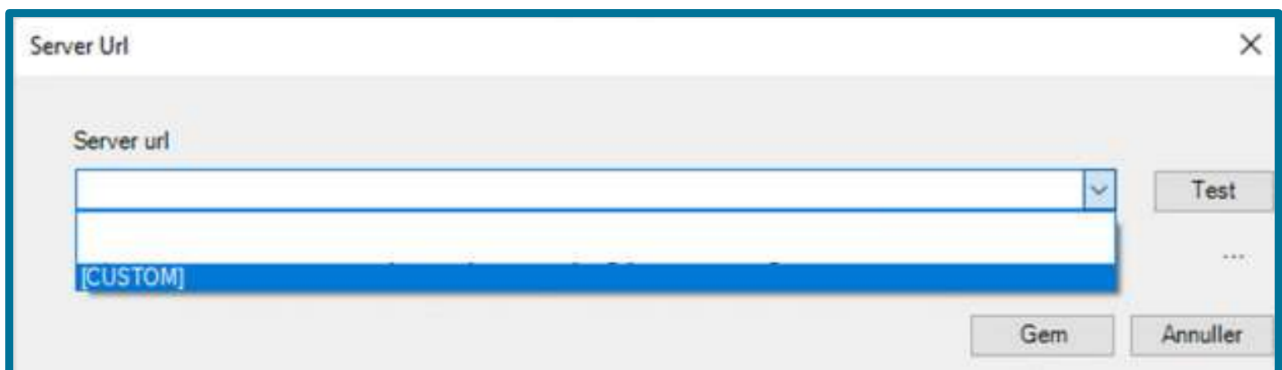 Server Url
Server url
Test
[CUSTOM]
...
Gem
Annuller